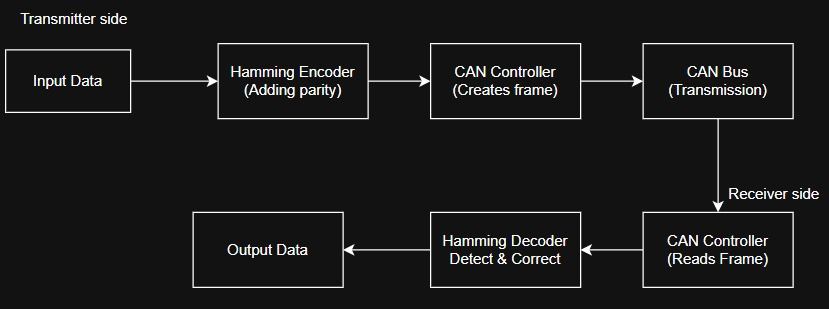 Transmitter side
Input Data
Hamming Encoder
(Adding parity)
CAN Controller
(Creates frame)
CAN Bus
(Transmission)
Receiver side
CAN Controller
(Reads Frame)
Hamming Decoder
Detect & Correct
Output Data